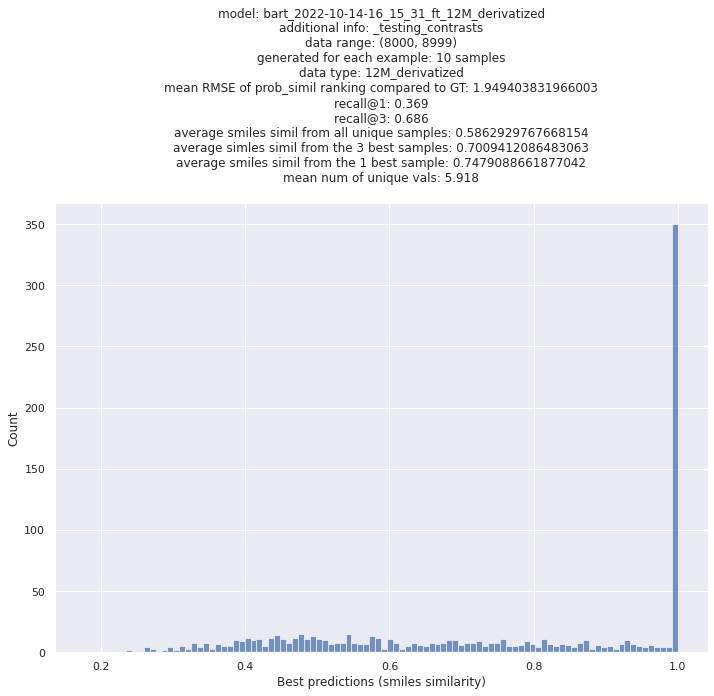 model: bart_2022-10-14-16_15_31_ft_12M_derivatized
additional info: _testing_contrasts
data range: (8000, 8999)
generated for each example: 10 samples
data type: 12M_derivatized
mean RMSE of prob_simil ranking compared to GT: 1.949403831966003
recall@1: 0.369
recall@3: 0.686
average smiles simil from all unique samples: 0.5862929767668154
average smiles simil from the 3 best samples: 0.7009412086483063
average smiles simil from the 1 best sample: 0.7479088661877042
mean num of unique vals: 5.918
350
300
250
200
150
100
50
0
Count
0.2 0.4 0.6 0.8 1.0
Best predictions (smiles similarity)